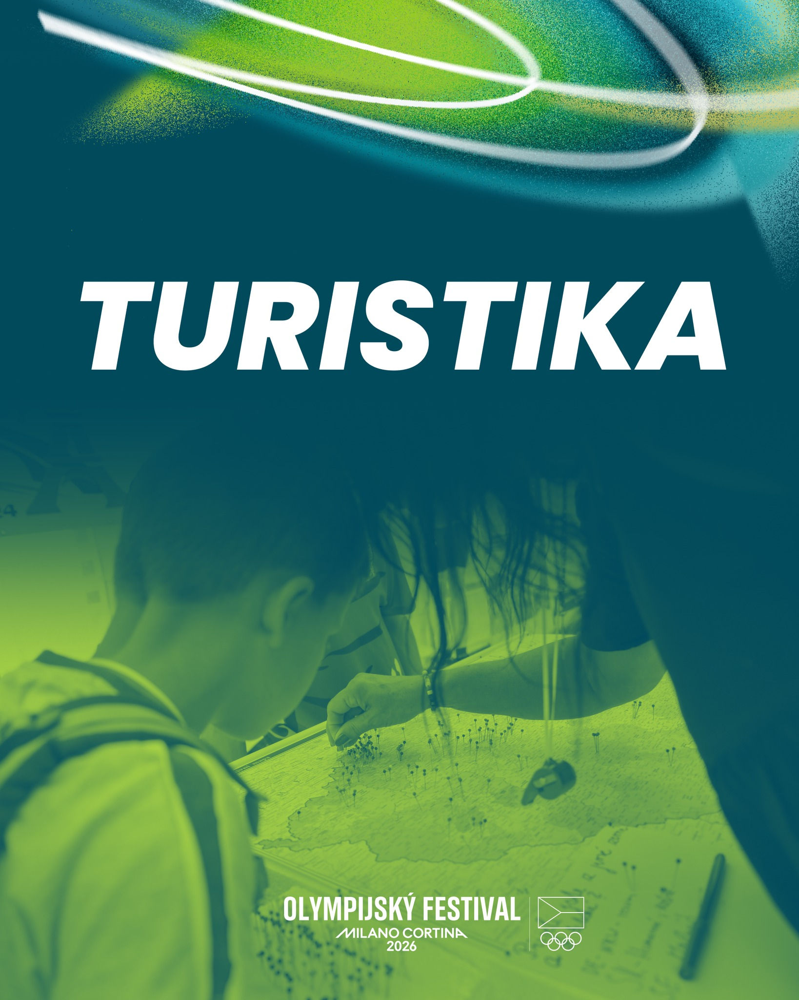 TURISTIKA
OLYMPIJSKÝ FESTIVAL
MILANO CORTINA
2026